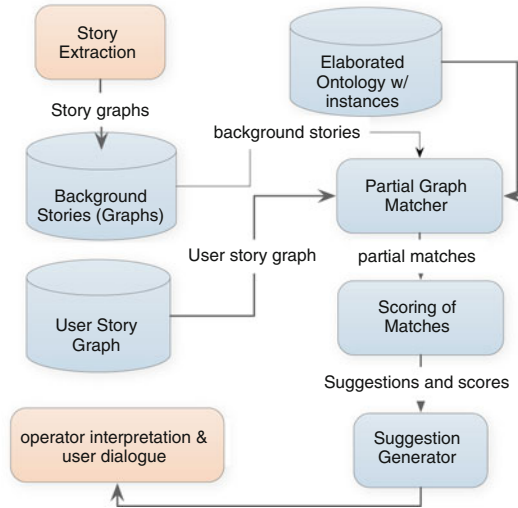 Story
Extraction
Elaborated
Ontology w/
instances
Story graphs
background stories
Background
Stories (Graphs)
Partial Graph
Matcher
User story graph
partial matches
User Story
Graph
Scoring of
Matches
Suggestions and scores
operator interpretation &
user dialogue
Suggestion
Generator